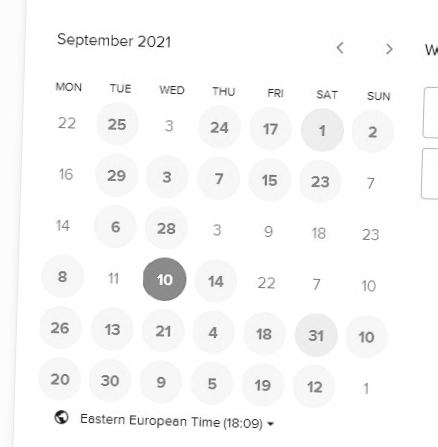 September 2021
W
MON TUE WED THU FRI SAT SUN
22 25 3 24 17 1 2
16 29 3 7 15 23 7
14 6 28 3 9 18 23
8 11 10 14 22 7 10
26 13 21 4 18 31 10
20 30 9 5 19 12 1
Eastern European Time (18:09)